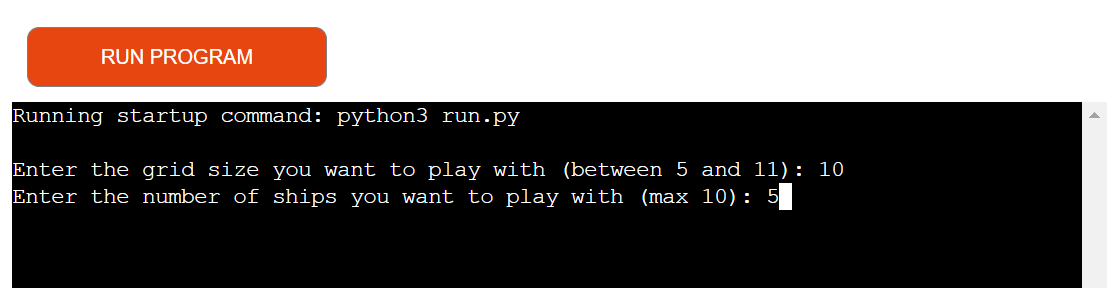 RUN PROGRAM
Running startup command: python3 run.py
Enter the grid size you want to play with (between 5 and 11): 10
Enter the number of ships you want to play with (max 10): 5